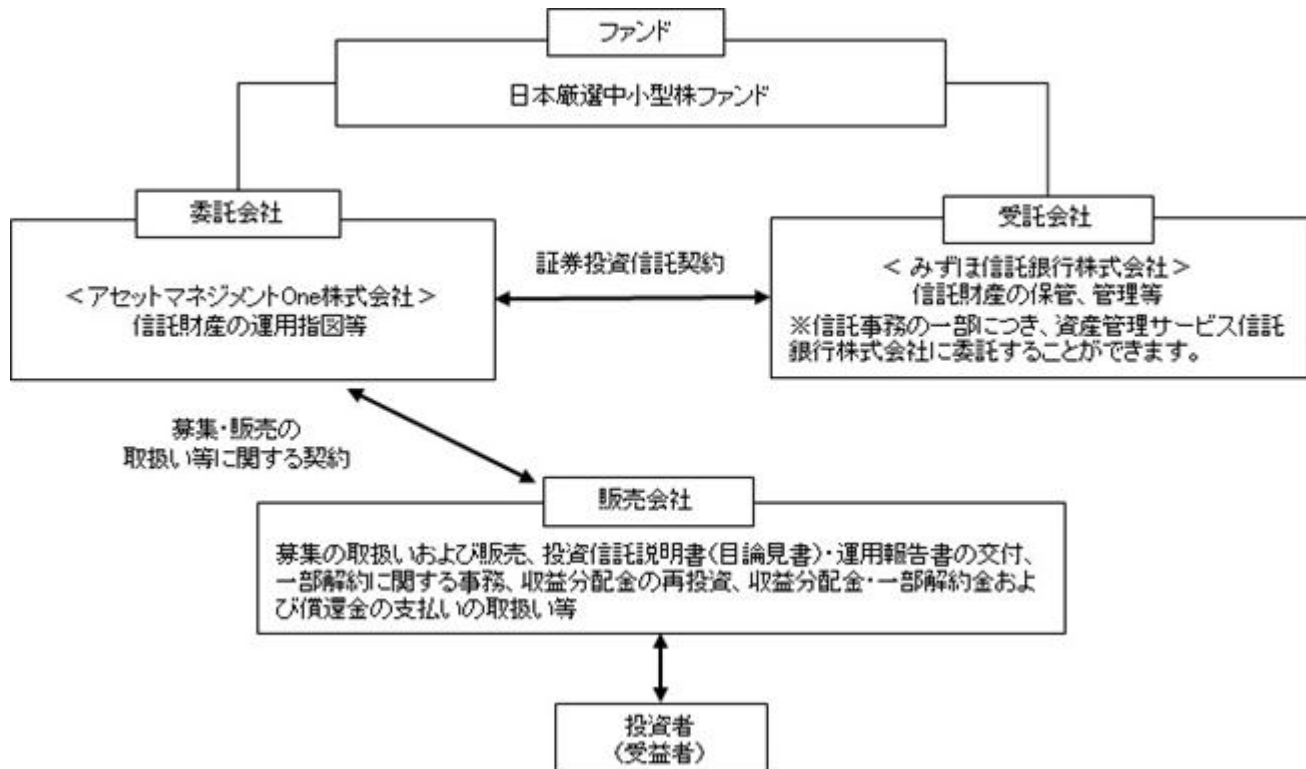 ファンド
日本厳選中小型株ファンド
委託会社
<アセットマネジメントOne株式会社>
信託財産の運用指図等
証券投資信託契約
受託会社
< みずほ信託銀行株式会社>
信託財産の保管、管理等
※信託事務の一部につき、資産管理サービス信託
銀行株式会社に委託することができます。
募集・販売の
取扱い等に関する契約
販売会社
募集の取扱いおよび販売、投資信託説明書(目論見書)・運用報告書の交付、
一部解約に関する事務、収益分配金の再投資、収益分配金・一部解約金およ
び償還金の支払いの取扱い等
投資者
(受益者)